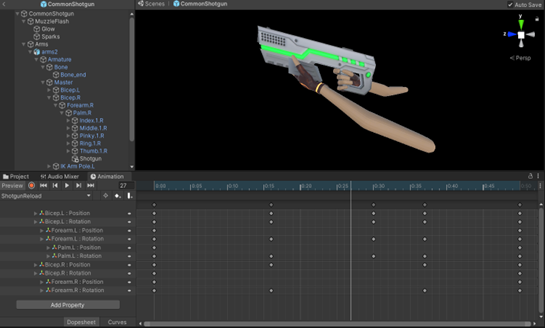 CommonShotgun
Scenes | CommonShotgun
Auto Save
CommonShotgun
MuzzleFlash
Glow
Sparks
Arms
arms2
Armature
Bone
Bone_end
Master
Bicep.L
Bicep.R
Forearm.R
Palm.R
Index.1.R
Middle.1.R
Pinky.1.R
Ring.1.R
Thumb.1.R
Shotgun
IK Arm Pole L
y
x
z
Persp
Project Audio Mixer Animation
Preview 27 0:00 0:05 0:10 0:15 0:20 0:25 0:30 0:35 0:40 0:45 0:50
ShotgunReload
Bicep.L : Position
Bicep.L : Rotation
Forearm.L : Position
Forearm.L : Rotation
Palm.L : Position
Palm.L : Rotation
Bicep.R : Position
Bicep.R : Rotation
Forearm.R : Position
Forearm.R : Rotation
Add Property
Dopesheet Curves